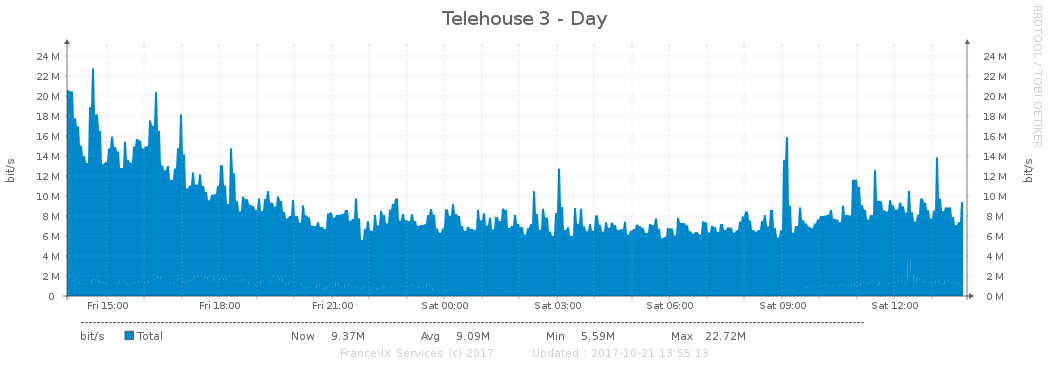 Telehouse 3 - Day
RRDTOOL / TOBI OETIKER
bit/s
24 M 24 M
22 M 22 M
20 M 20 M
18 M 18 M
16 M 16 M
14 M 14 M
12 M 12 M
10 M 10 M
8 M 8 M
6 M 6 M
4 M 4 M
2 M 2 M
0 0 M
bit/s
Fri 15:00 Fri 18:00 Fri 21:00 Sat 00:00 Sat 03:00 Sat 06:00 Sat 09:00 Sat 12:00
bit/s Total Now 9.37M Avg 9.09M Min 5.59M Max 22.72M
France-IX Services (c) 2017 Updated : 2017-10-21 13:55:13